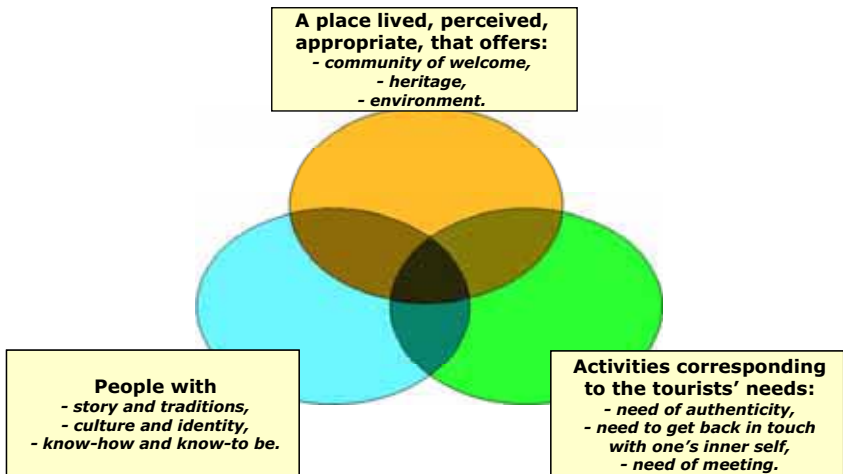 A place lived, perceived,
appropriate, that offers:
- community of welcome,
- heritage,
- environment.
People with
- story and traditions,
- culture and identity,
- know-how and know-to be.
Activities corresponding
to the tourists' needs:
- need of authenticity,
- need to get back in touch
with one's inner self,
- need of meeting.